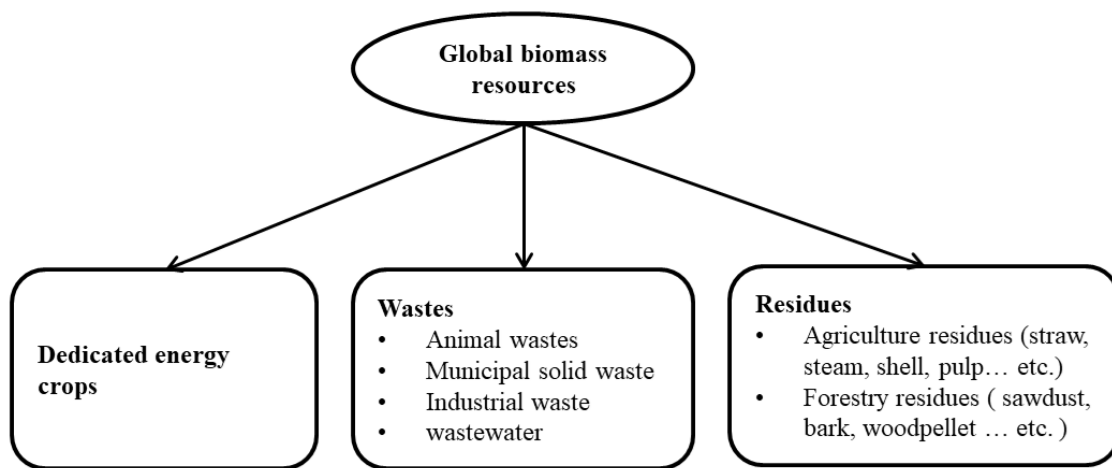 Global biomass
resources
Dedicated energy
crops
Wastes
• Animal wastes
• Municipal solid waste
• Industrial waste
• wastewater
Residues
• Agriculture residues (straw,
steam, shell, pulp… etc.)
• Forestry residues ( sawdust,
bark, woodpellet … etc. )